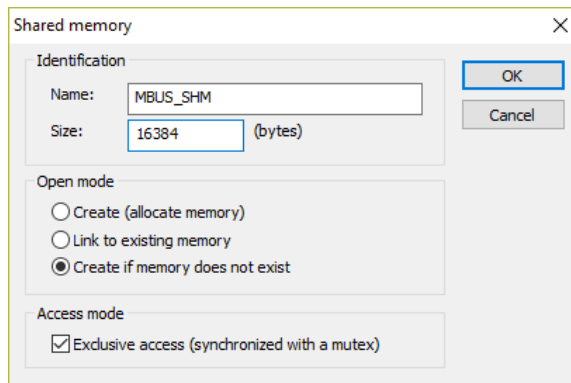 Shared memory
Identification
Name: MBUS_SHM
Size: 16384 (bytes)
OK
Cancel
Open mode
Create (allocate memory)
Link to existing memory
Create if memory does not exist
Access mode
Exclusive access (synchronized with a mutex)